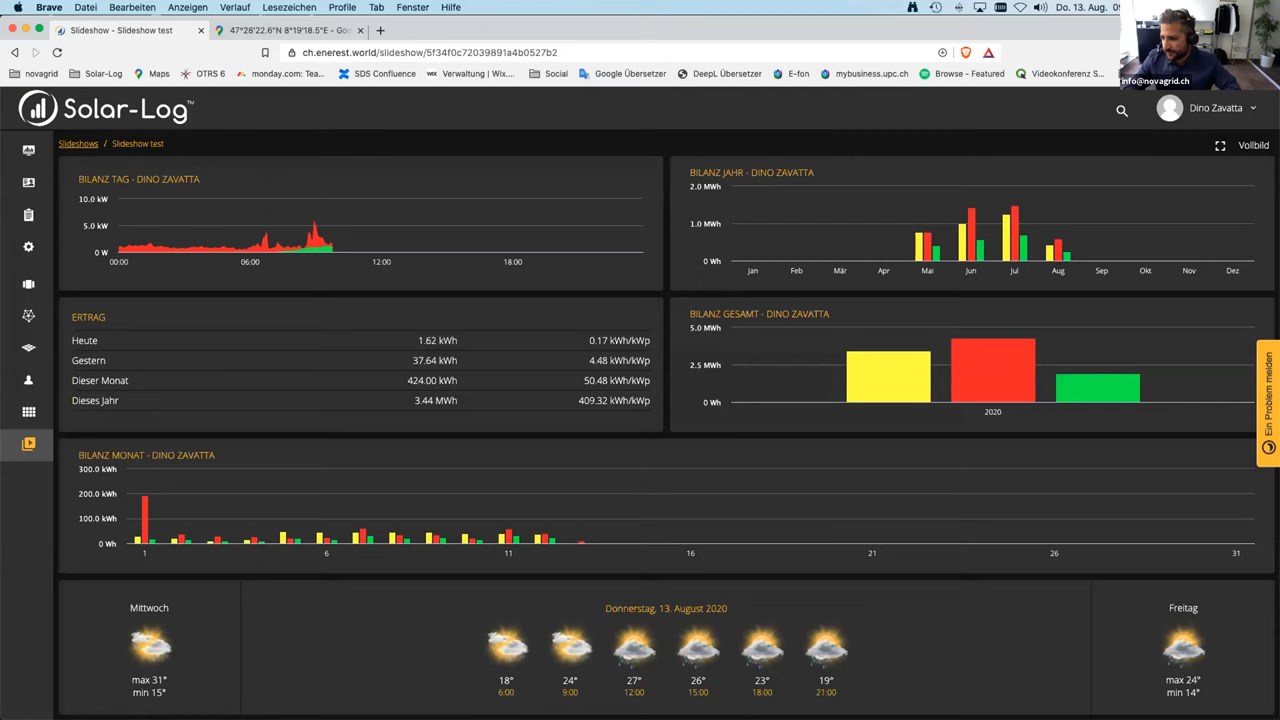 Brave Datei Bearbeiten Anzeigen Verlauf Lesezeichen Profile Tab Fenster Hilfe Do. 13. Aug.
Slideshow - Slideshow test × 47°28'22.6"N 8°19'18.5"E - Go × +
ch.enerest.world/slideshow/5f34f0c72039891a4b0527b2
novagrid Solar-Log Maps OTRS 6 monday.com: Tea... SDS Confluence Verwaltung | Wix.... Social Google Übersetzer DeepL Übersetzer E-fon mybusiness.upc.ch Browse - Featured Videokonferenz S...
info@novagrid.ch
Solar-Log™
Dino Zavatta
Slideshows / Slideshow test
Vollbild
BILANZ TAG - DINO ZAVATTA
10.0 kW
5.0 kW
0 W
00:00 06:00 12:00 18:00
BILANZ JAHR - DINO ZAVATTA
2.0 MWh
1.0 MWh
0 Wh
Jan Feb Mär Apr Mai Jun Jul Aug Sep Okt Nov Dez
ERTRAG
Heute 1.62 kWh 0.17 kWh/kWp
Gestern 37.64 kWh 4.48 kWh/kWp
Dieser Monat 424.00 kWh 50.48 kWh/kWp
Dieses Jahr 3.44 MWh 409.32 kWh/kWp
BILANZ GESAMT - DINO ZAVATTA
5.0 MWh
2.5 MWh
0 Wh
2020
Ein Problem melden
BILANZ MONAT - DINO ZAVATTA
300.0 kWh
200.0 kWh
100.0 kWh
0 Wh
1 6 11 16 21 26 31
Mittwoch
max 31°
min 15°
Donnerstag, 13. August 2020
18° 24° 27° 26° 23° 19°
6:00 9:00 12:00 15:00 18:00 21:00
Freitag
max 24°
min 14°